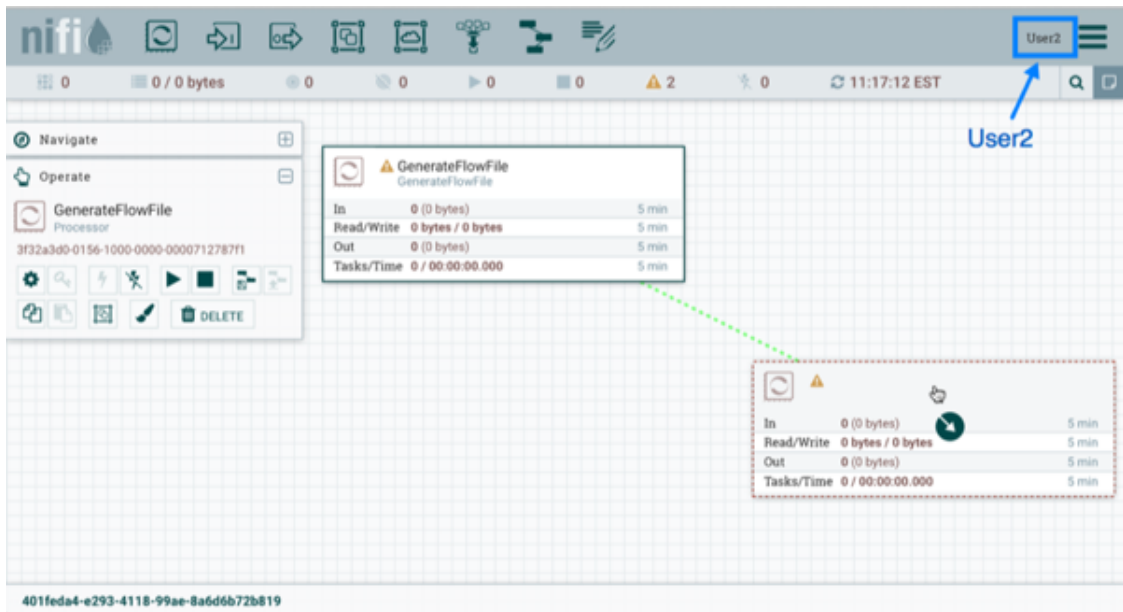 nifi
User2
0
0 / 0 bytes
0
0
0
0
2
0
11:17:12 EST
User2
Navigate
Operate
GenerateFlowFile
Processor
3f32a3d0-0156-1000-0000-0000712787f1
DELETE
GenerateFlowFile
GenerateFlowFile
In 0 (0 bytes) 5 min
Read/Write 0 bytes / 0 bytes 5 min
Out 0 (0 bytes) 5 min
Tasks/Time 0 / 00:00:00.000 5 min
In 0 (0 bytes) 5 min
Read/Write 0 bytes / 0 bytes 5 min
Out 0 (0 bytes) 5 min
Tasks/Time 0 / 00:00:00.000 5 min
401feda4-e293-4118-99ae-8a6d6b72b819